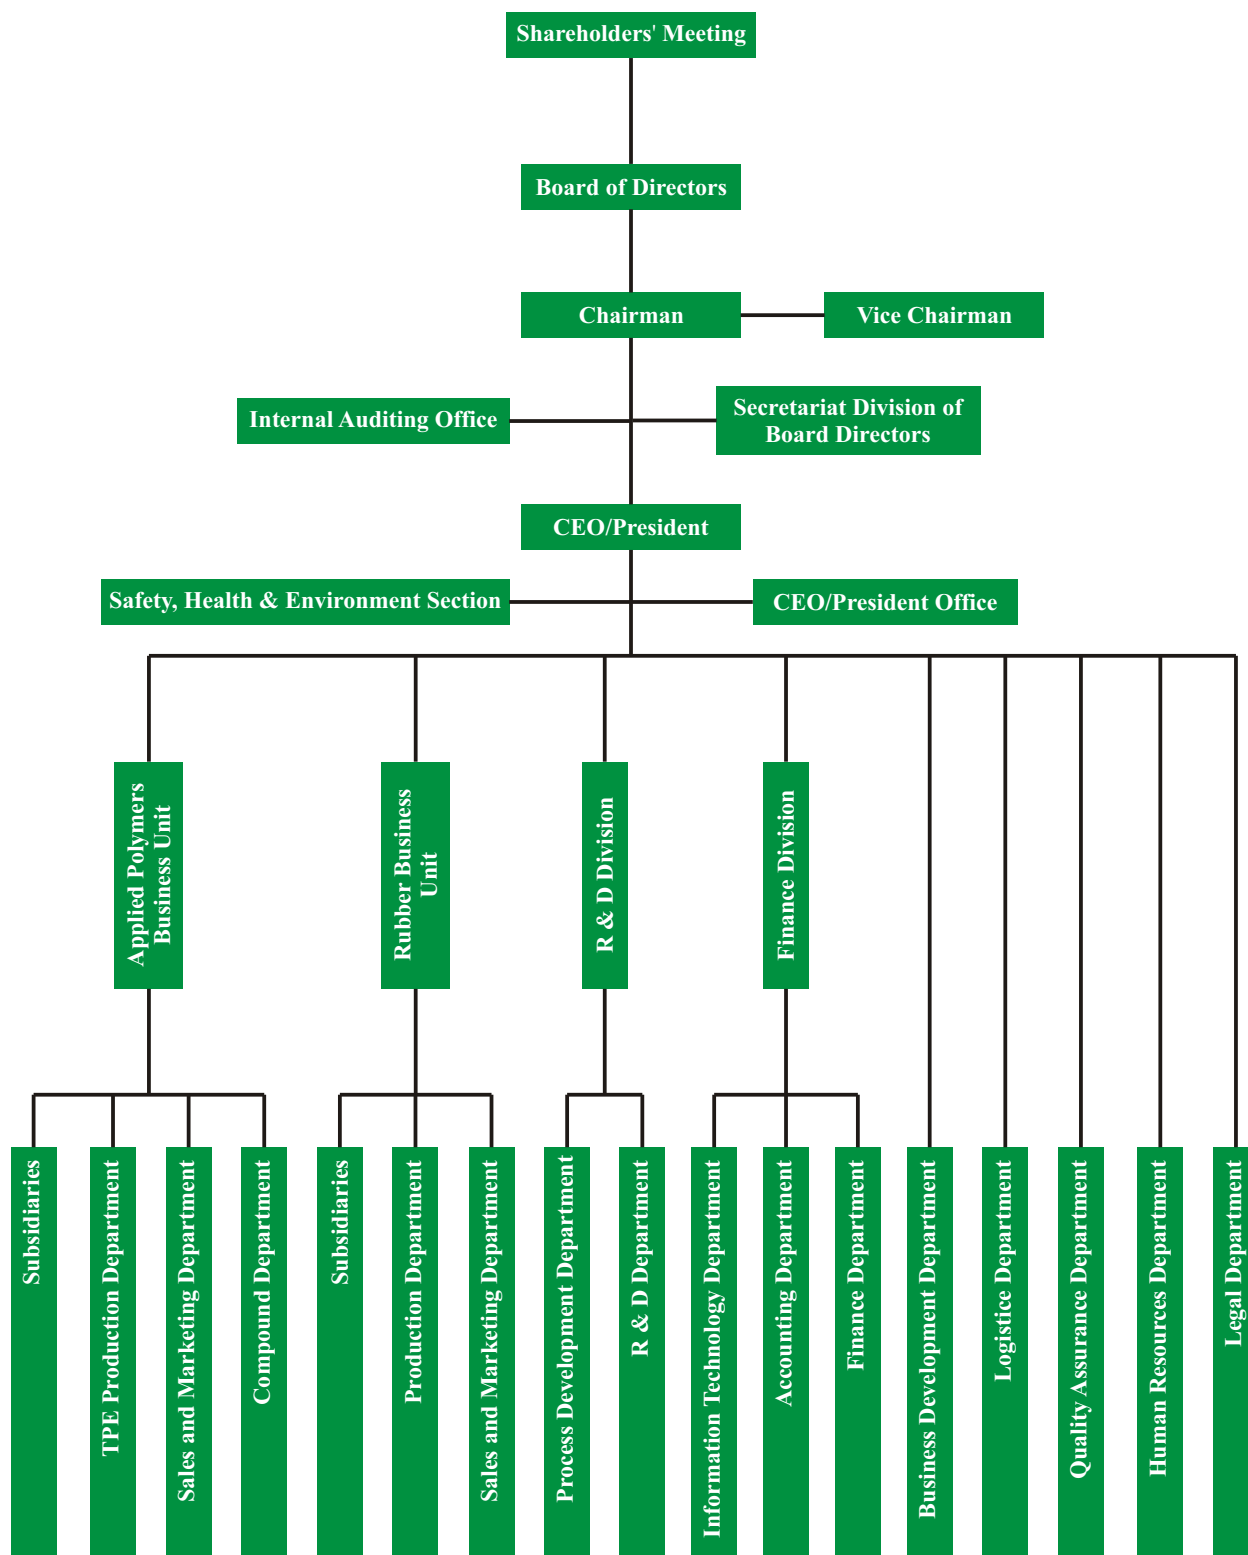 Shareholders' Meeting
Board of Directors
Chairman
Vice Chairman
Internal Auditing Office
Secretariat Division of
Board Directors
CEO/President
Safety, Health & Environment Section
CEO/President Office
Applied Polymers
Business Unit
Rubber Business
Unit
R & D Division
Finance Division
Subsidiaries
TPE Production Department
Sales and Marketing Department
Compound Department
Subsidiaries
Production Department
Sales and Marketing Department
Process Development Department
R & D Department
Information Technology Department
Accounting Department
Finance Department
Business Development Department
Logistice Department
Quality Assurance Department
Human Resources Department
Legal Department